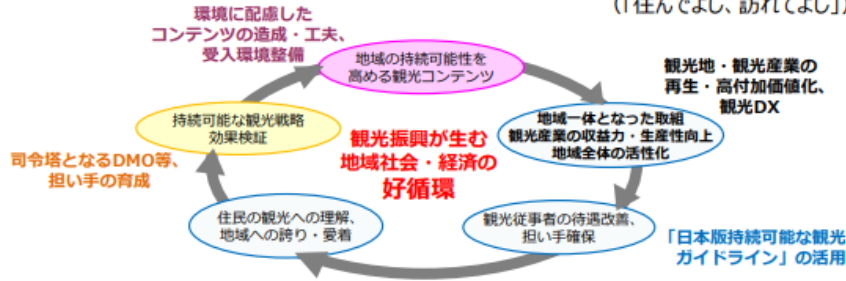 (「住んでよし、訪れてよし」)
環境に配慮した
コンテンツの造成・工夫、
受入環境整備
地域の持続可能性を
高める観光コンテンツ
観光地・観光産業の
再生・高付加価値化、
観光DX
持続可能な観光戦略
効果検証
地域一体となった取組
観光産業の収益力・生産性向上
地域全体の活性化
観光振興が生む
地域社会・経済の
好循環
司令塔となるDMO等、
担い手の育成
住民の観光への理解、
地域への誇り・愛着
観光従事者の待遇改善、
担い手確保
「日本版持続可能な観光
ガイドライン」の活用